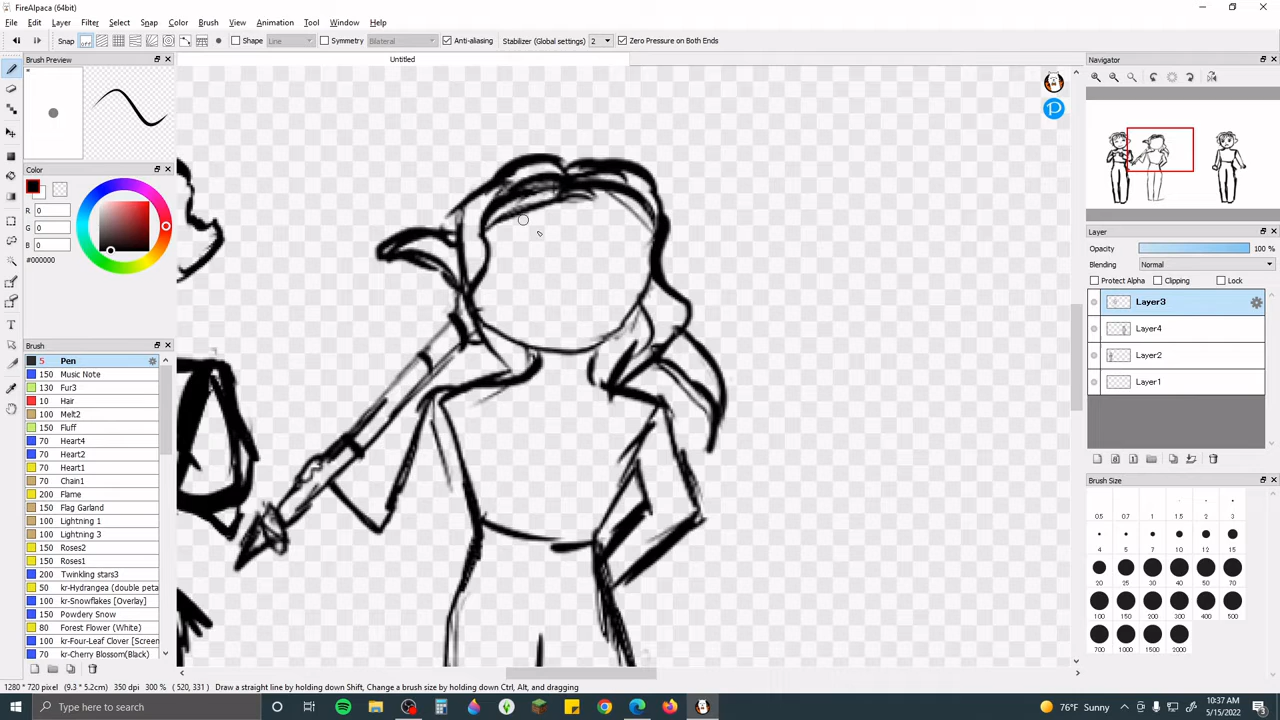 FireAlpaca (64bit)
File Edit Layer Filter Select Snap Color Brush View Animation Tool Window Help
Snap off Shape Line Symmetry Bilateral Anti-aliasing Stabilizer (Global settings) 2 Zero Pressure on Both Ends
Brush Preview
Untitled
Navigator
Color
R 0
G 0
B 0
#000000
Brush
5 Pen
150 Music Note
130 Fur3
10 Hair
100 Melt2
150 Fluff
70 Heart4
70 Heart2
70 Heart1
70 Chain1
200 Flame
150 Flag Garland
100 Lightning 1
100 Lightning 3
150 Roses2
150 Roses1
200 Twinkling stars3
50 kr-Hydrangea (double peta
100 kr-Snowflakes [Overlay]
150 Powdery Snow
80 Forest Flower (White)
100 kr-Four-Leaf Clover [Screen
70 kr-Cherry Blossom(Black)
Layer
Opacity
Blending Normal
Protect Alpha Clipping Lock
Layer3
Layer4
Layer2
Layer1
Brush Size
0.5 0.7 1 1.5 2 3
4 5 7 10 12 15
20 25 30 40 50 70
100 150 200 300 400 500
700 1000 1500 2000
1280 * 720 pixel (9.3 * 5.2cm) 350 dpi 300 % (520, 331) Draw a straight line by holding down Shift, Change a brush size by holding down Ctrl, Alt, and dragging
Type here to search
76°F Sunny
10:37 AM
5/15/2022